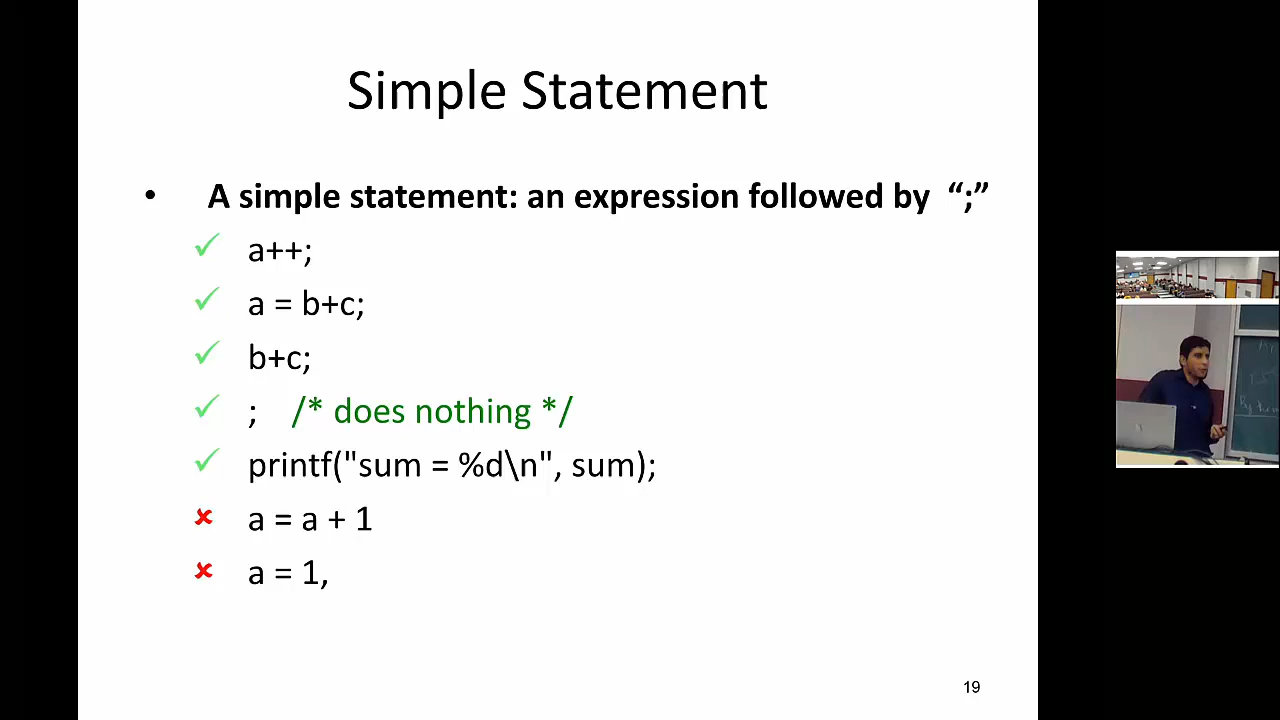 Simple Statement
• A simple statement: an expression followed by “;”
✓ a++;
✓ a = b+c;
✓ b+c;
✓ ; /* does nothing */
✓ printf("sum = %d\n", sum);
✗ a = a + 1
✗ a = 1,
19